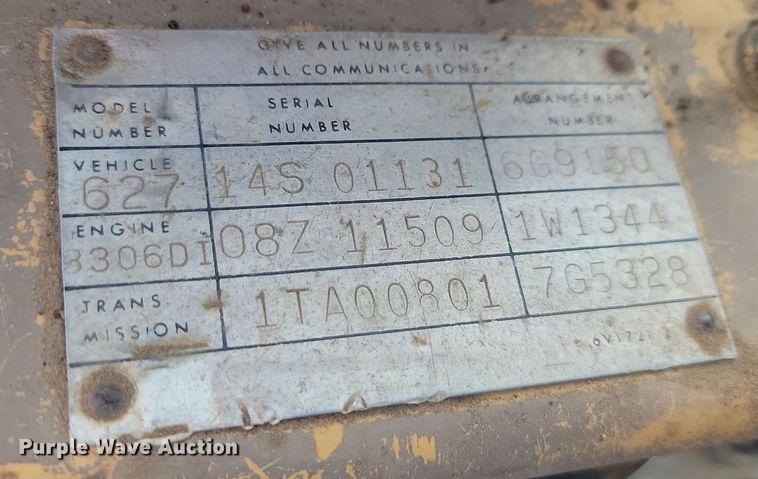 GIVE ALL NUMBERS IN
ALL COMMUNICATIONS.
MODEL NUMBER SERIAL NUMBER ARRANGEMENT NUMBER
VEHICLE 627 14S 01131 6G9150
ENGINE 3306DI 08Z 11509 1W1344
TRANS MISSION 1TA00801 7G5328
Purple Wave Auction